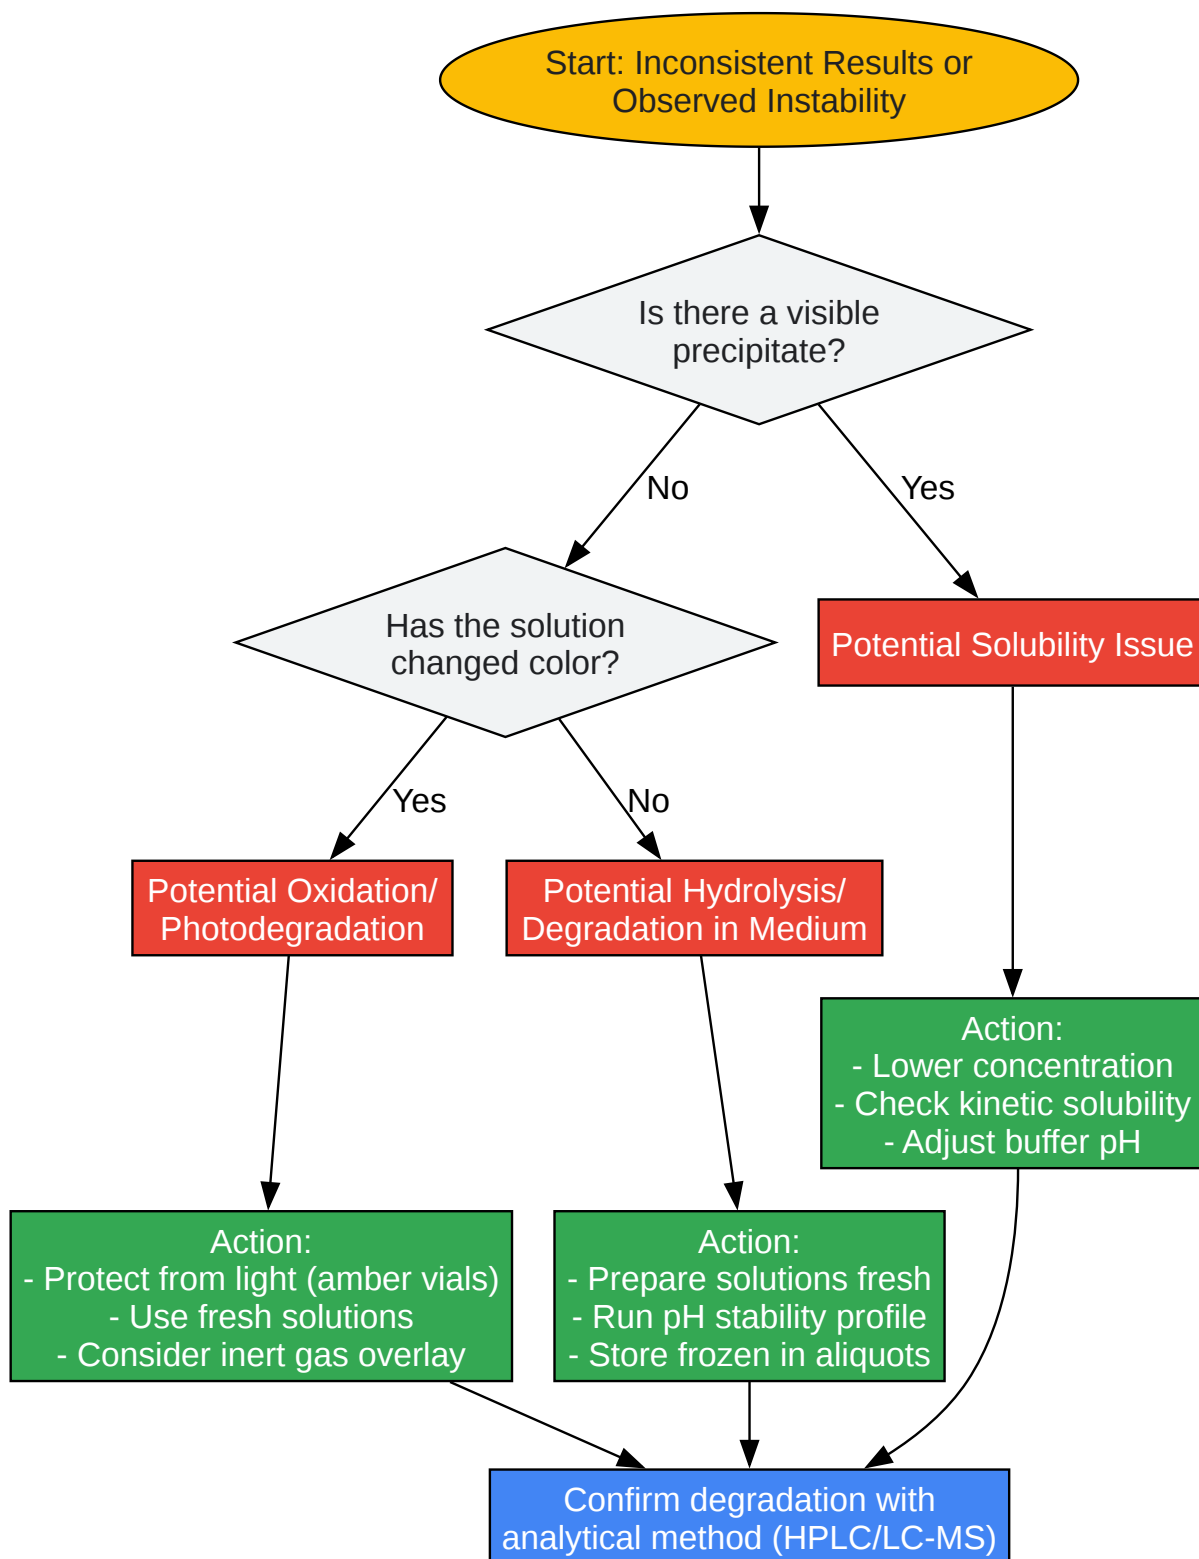 Start: Inconsistent Results or
Observed Instability
Is there a visible
precipitate?
No
Yes
Has the solution
changed color?
Potential Solubility Issue
Yes
No
Potential Oxidation/
Photodegradation
Potential Hydrolysis/
Degradation in Medium
Action:
- Lower concentration
- Check kinetic solubility
- Adjust buffer pH
Action:
- Protect from light (amber vials)
- Use fresh solutions
- Consider inert gas overlay
Action:
- Prepare solutions fresh
- Run pH stability profile
- Store frozen in aliquots
Confirm degradation with
analytical method (HPLC/LC-MS)